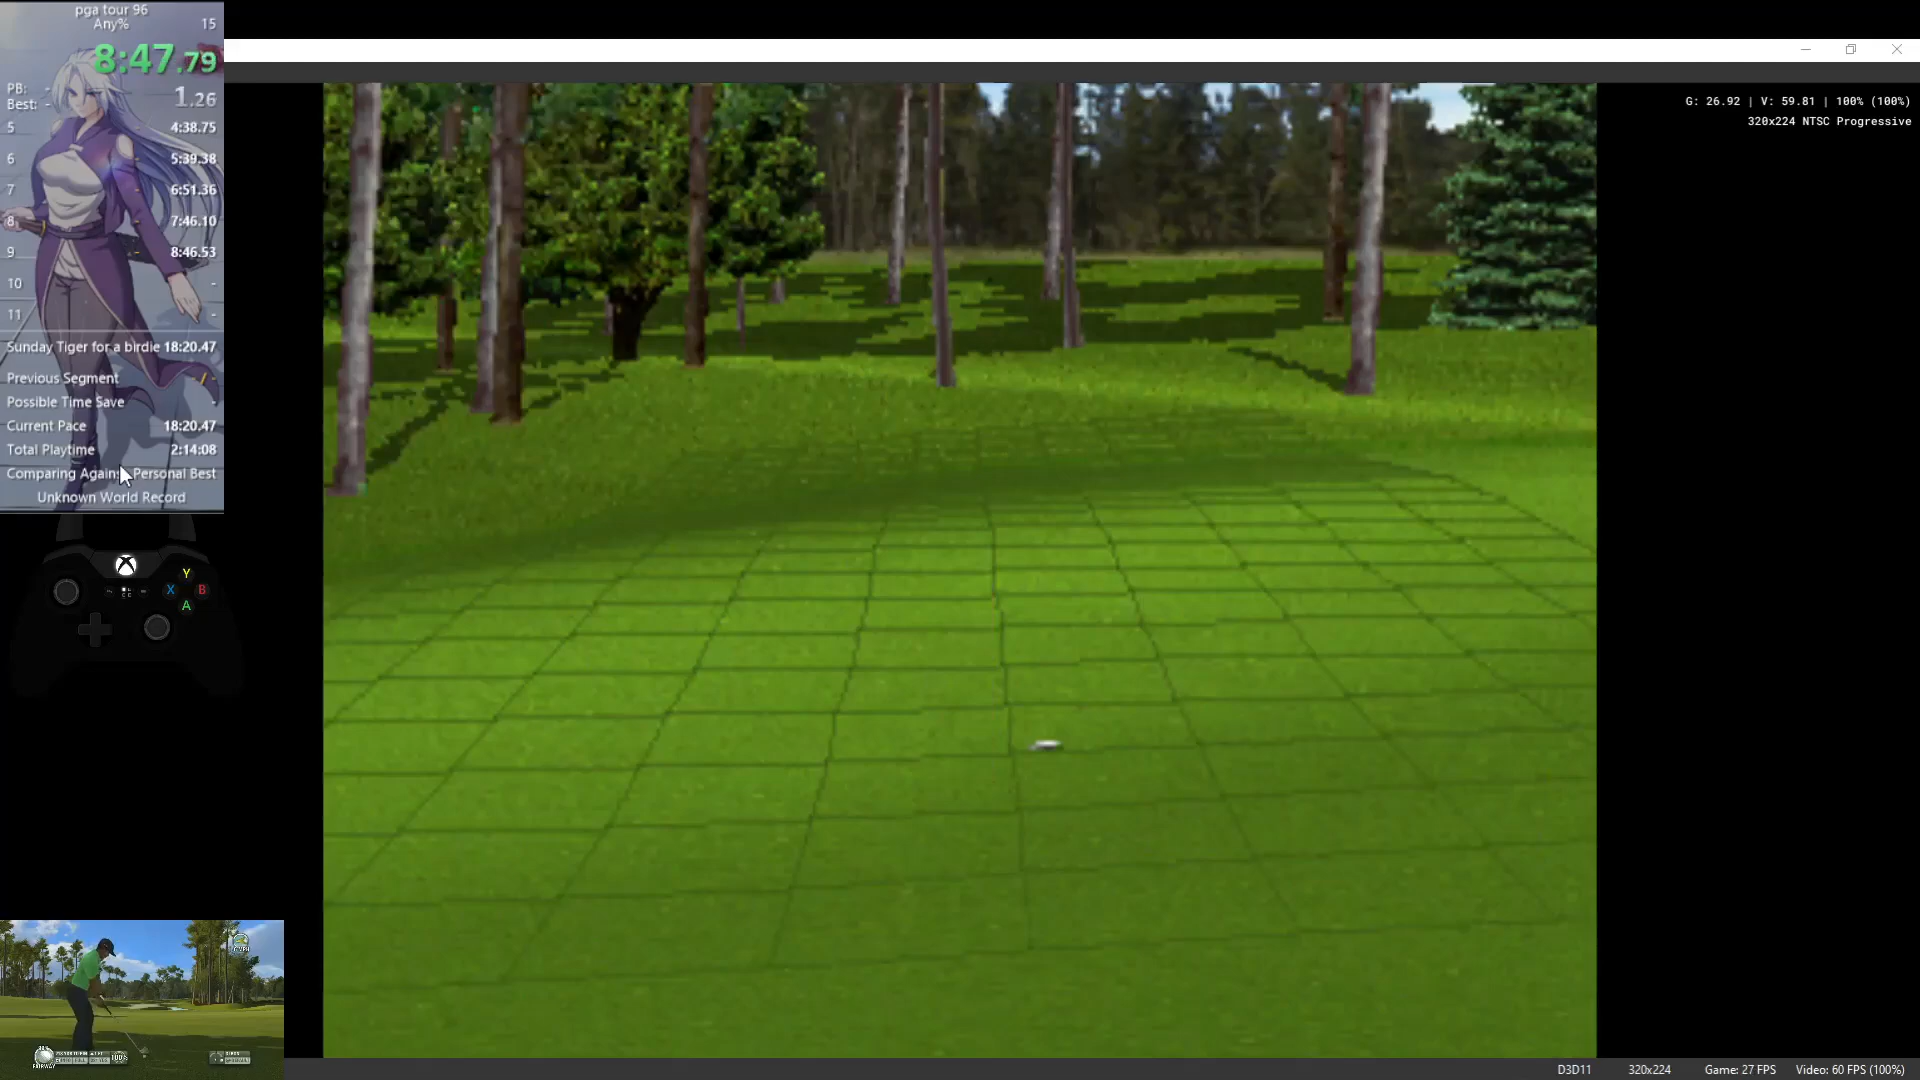 pga tour 96
Any% 15
8:47.79
PB: -
Best: - 1.26
5 4:38.75
6 5:39.38
7 6:51.36
8 7:46.10
9 8:46.53
10 -
11 -
Sunday Tiger for a birdie 18:20.47
Previous Segment - / -
Possible Time Save -
Current Pace 18:20.47
Total Playtime 2:14:08
Comparing Against Personal Best
Unknown World Record
G: 26.92 | V: 59.81 | 100% (100%)
320x224 NTSC Progressive
Y
X B
A
100%
FAIRWAY
D3D11 320x224 Game: 27 FPS Video: 60 FPS (100%)